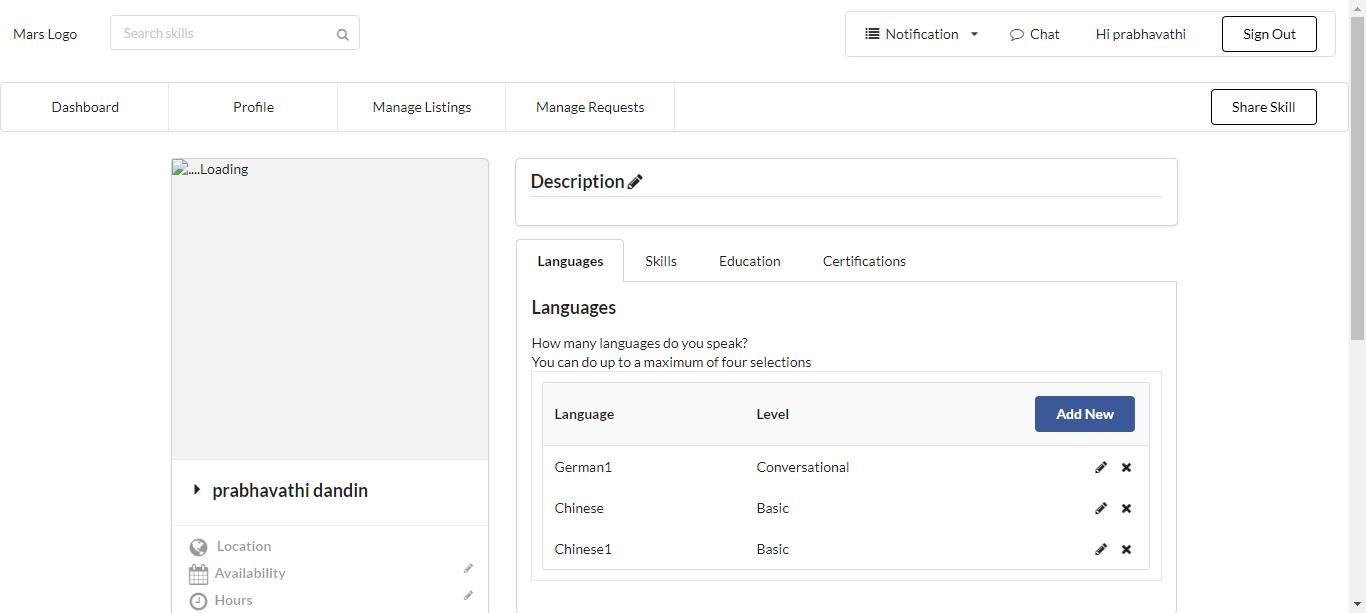 Mars Logo
Search skills
Notification
Chat
Hi prabhavathi
Sign Out
Dashboard
Profile
Manage Listings
Manage Requests
Share Skill
....Loading
prabhavathi dandin
Location
Availability
Hours
Description
Languages
Skills
Education
Certifications
Languages
How many languages do you speak?
You can do up to a maximum of four selections
Language
Level
Add New
German1
Conversational
Chinese
Basic
Chinese1
Basic